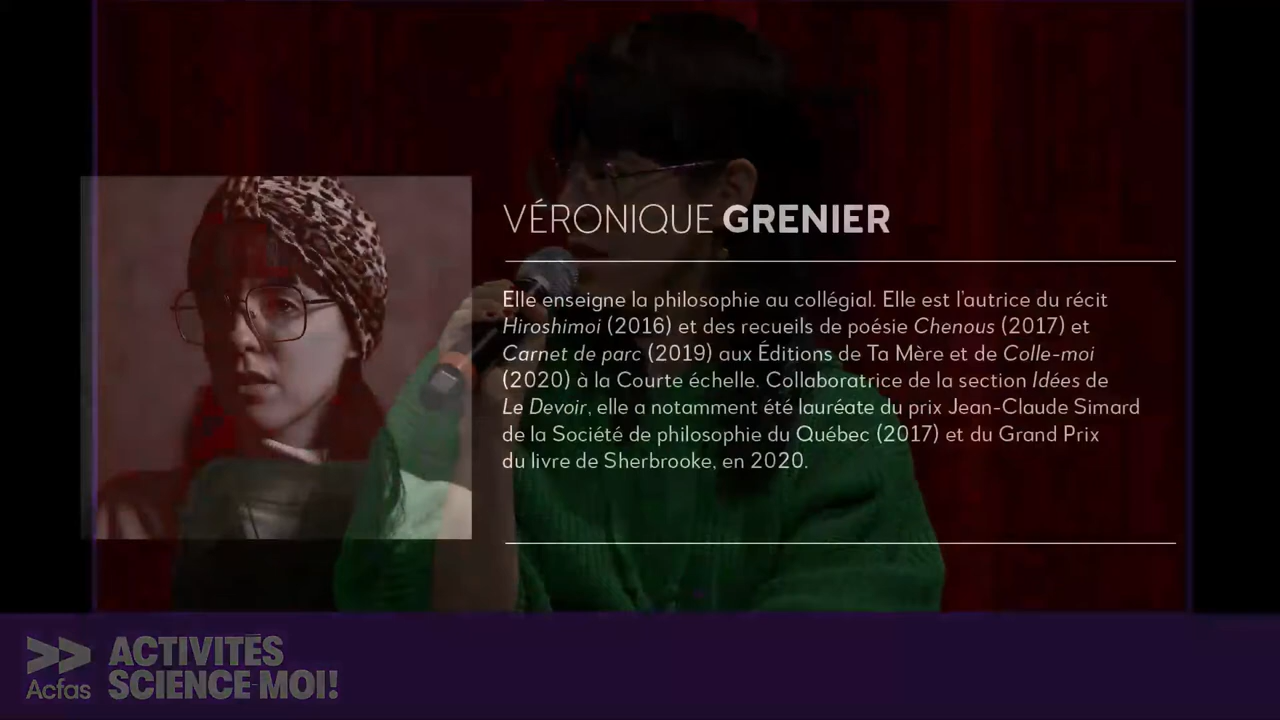 VÉRONIQUE GRENIER
Elle enseigne la philosophie au collégial. Elle est l'autrice du récit
Hiroshimoi (2016) et des recueils de poésie Chenous (2017) et
Carnet de parc (2019) aux Éditions de Ta Mère et de Colle-moi
(2020) à la Courte échelle. Collaboratrice de la section Idées de
Le Devoir, elle a notamment été lauréate du prix Jean-Claude Simard
de la Société de philosophie du Québec (2017) et du Grand Prix
du livre de Sherbrooke, en 2020.
Acfas
ACTIVITÉS
SCIENCE-MOI!